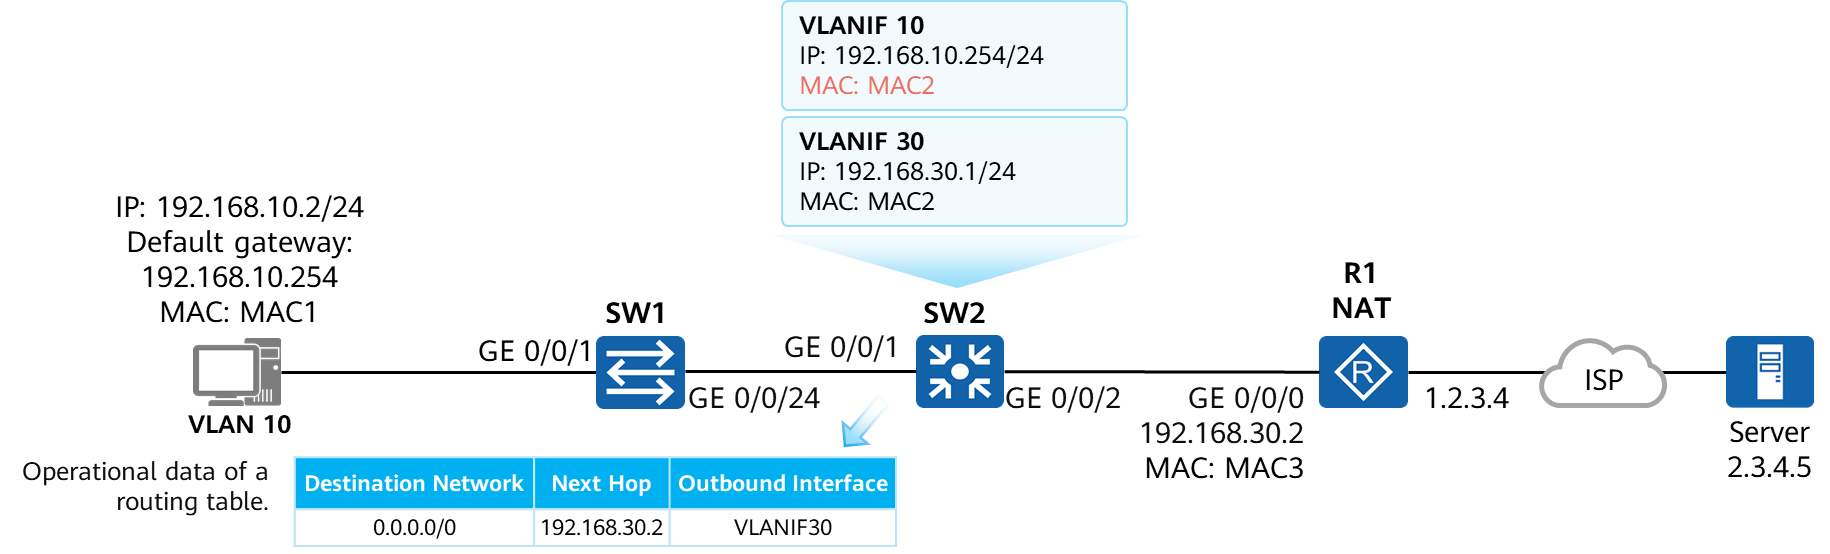 VLANIF 10
IP: 192.168.10.254/24
MAC: MAC2
VLANIF 30
IP: 192.168.30.1/24
MAC: MAC2
IP: 192.168.10.2/24
Default gateway:
192.168.10.254
MAC: MAC1
VLAN 10
GE 0/0/1
SW1
GE 0/0/24
GE 0/0/1
SW2
GE 0/0/2
R1
NAT
R
GE 0/0/0
192.168.30.2
MAC: MAC3
1.2.3.4
ISP
Server
2.3.4.5
Operational data of a
routing table.
Destination Network Next Hop Outbound Interface
0.0.0.0/0 192.168.30.2 VLANIF30